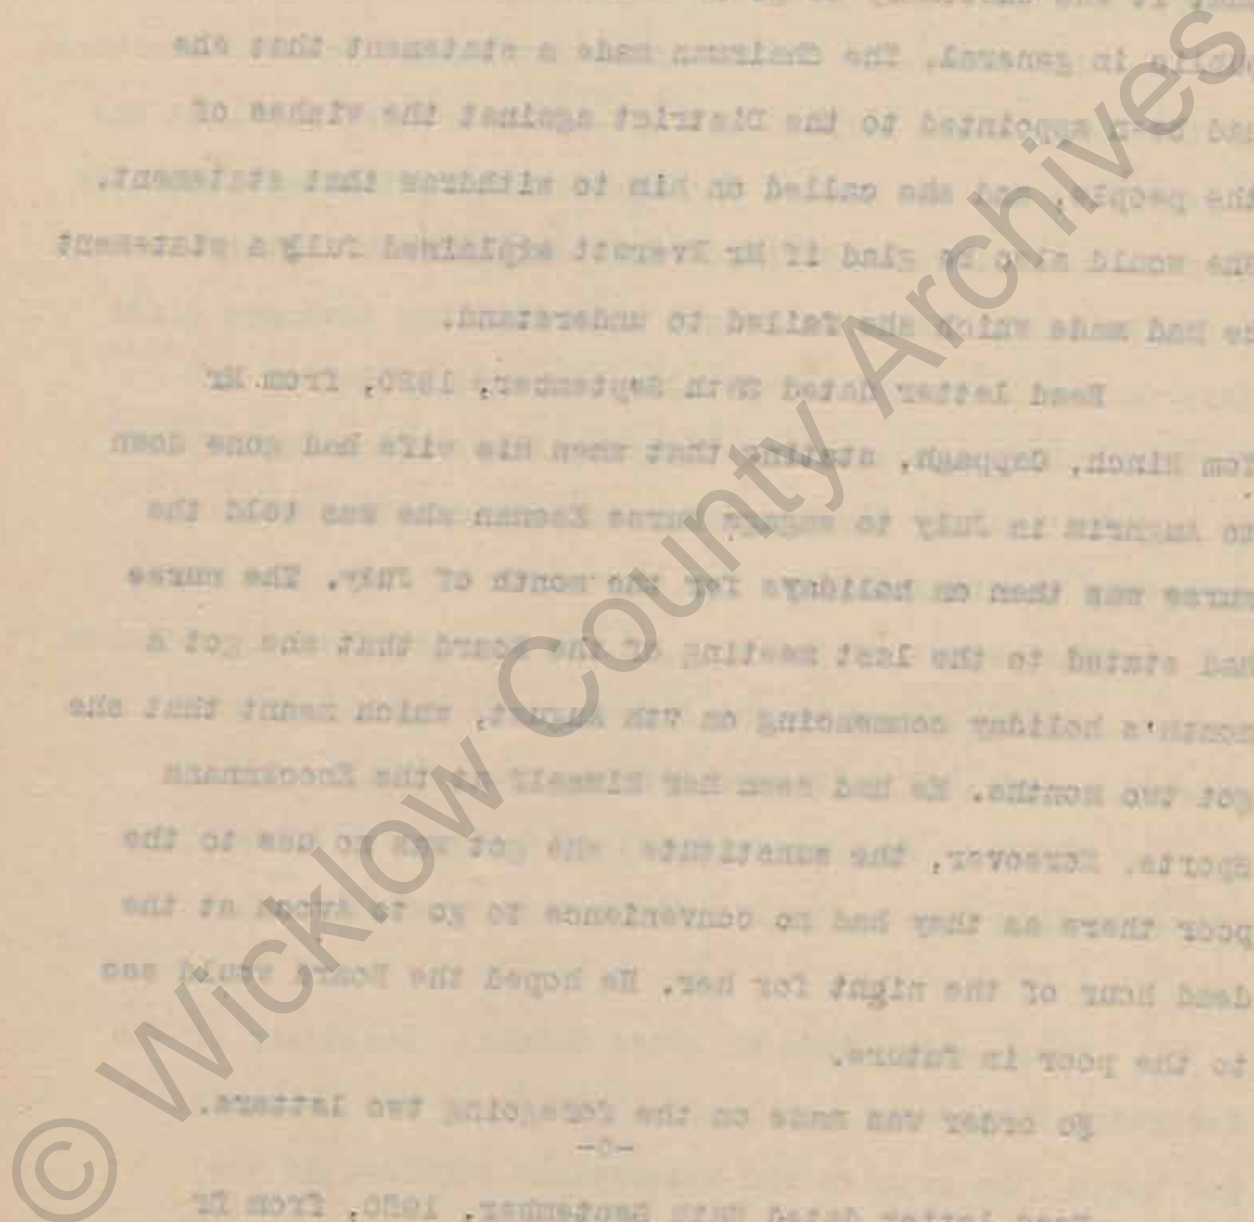 in general. The Chairman made a statement that she
had been appointed to the District against the wishes of
the people, and she called on him to withdraw that statement.
She would also be glad if Mr Everett explained fully a statement
he had made which she failed to understand.
Read letter dated September, 1930, from Mr
Tom Hinch, Cappagh, stating that when his wife had gone down
to Aughrim in July to engage Nurse Keenan she was told the
nurse was then on holidays for the month of July. The nurse
had stated to the last meeting of the Board that she got a
month's holiday commencing on 9th August, which meant that she
got two months. He had seen her himself at the
Sports. Moreover, the sunstitute she got was no use to the
poor there as they had no convenience to go to Avoca at the
dead hour of the night for her. He hoped the Board would see
to the poor in future.
No order was made on the foregoing two letters.
-0-
Read letter dated September, 1930, from Dr
© Wicklow County Archives